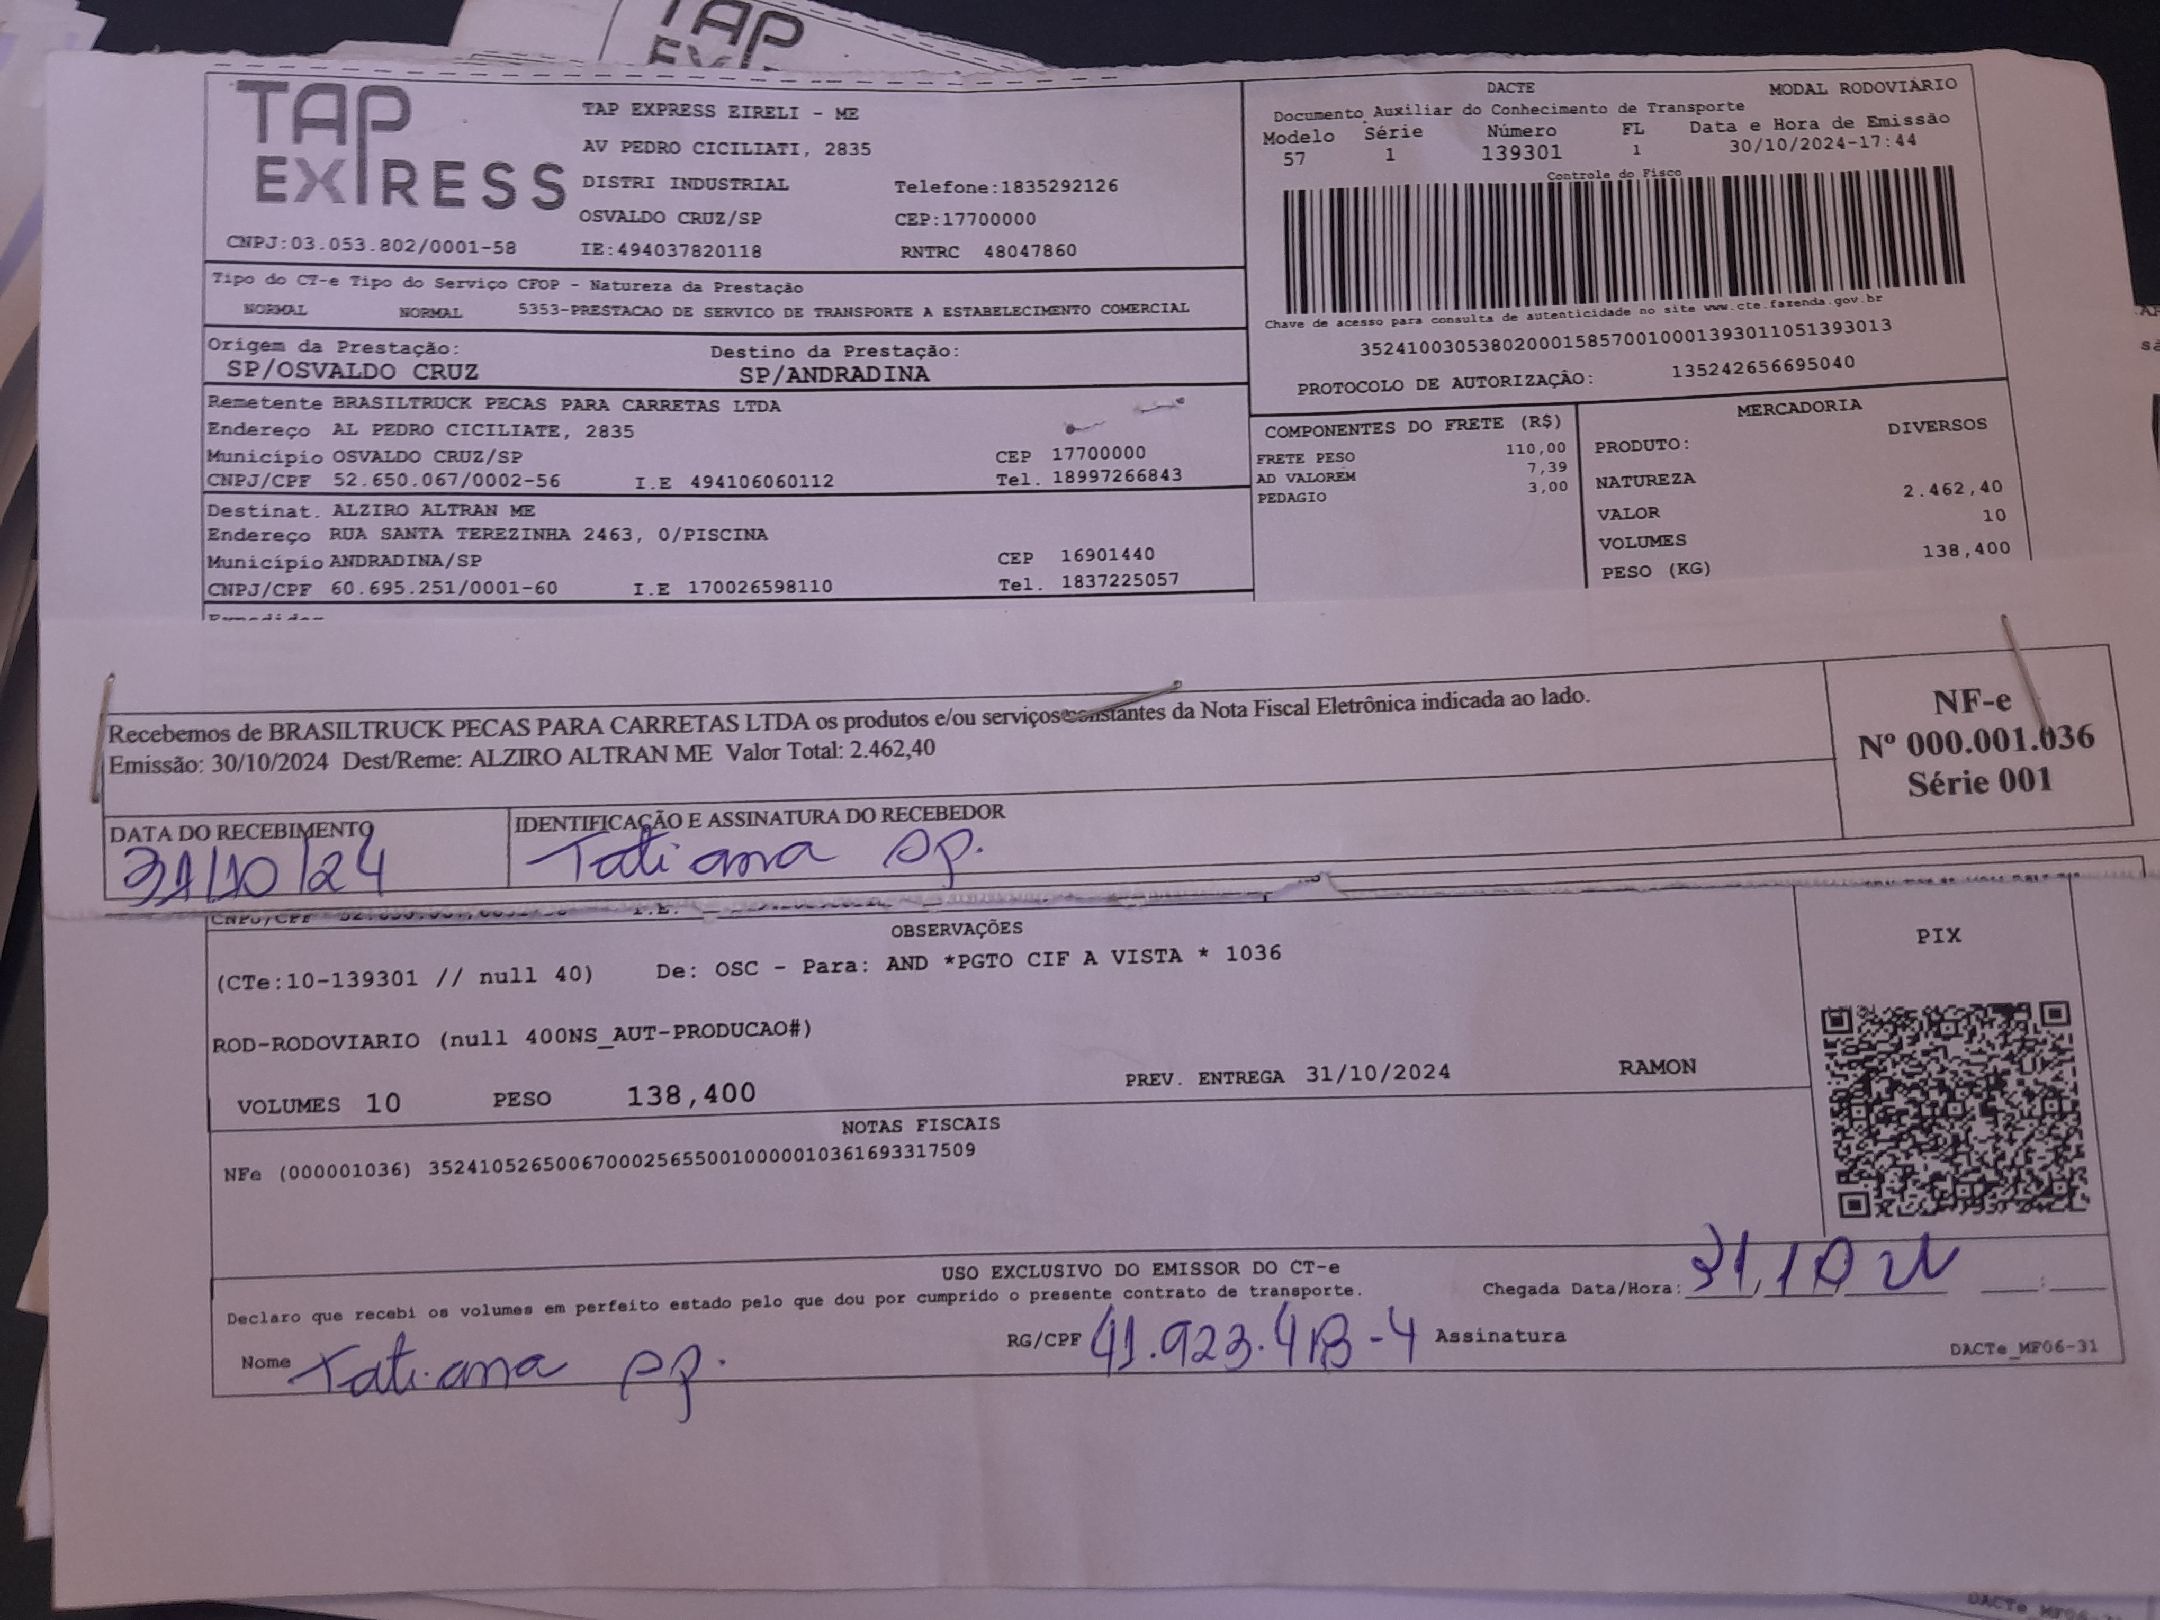 TAP
EXPRESS
TAP EXPRESS EIRELI - ME
AV PEDRO CICILIATI, 2835
DISTRI INDUSTRIAL Telefone:1835292126
OSVALDO CRUZ/SP CEP:17700000
CNPJ:03.053.802/0001-58 IE:494037820118 RNTRC 48047860
DACTE MODAL RODOVIÁRIO
Documento Auxiliar do Conhecimento de Transporte
Modelo Série Número FL Data e Hora de Emissão
57 1 139301 1 30/10/2024-17:44
Controle do Fisco
Chave de acesso para consulta de autenticidade no site www.cte.fazenda.gov.br
35241003053802000158570010001393011051393013
PROTOCOLO DE AUTORIZAÇÃO: 135242656695040
Tipo do CT-e Tipo do Serviço CFOP - Natureza da Prestação
NORMAL NORMAL 5353-PRESTACAO DE SERVICO DE TRANSPORTE A ESTABELECIMENTO COMERCIAL
Origem da Prestação: Destino da Prestação:
SP/OSVALDO CRUZ SP/ANDRADINA
Remetente BRASILTRUCK PECAS PARA CARRETAS LTDA
Endereço AL PEDRO CICILIATE, 2835
Município OSVALDO CRUZ/SP CEP 17700000
CNPJ/CPF 52.650.067/0002-56 I.E 494106060112 Tel. 18997266843
Destinat. ALZIRO ALTRAN ME
Endereço RUA SANTA TEREZINHA 2463, 0/PISCINA
Município ANDRADINA/SP CEP 16901440
CNPJ/CPF 60.695.251/0001-60 I.E 170026598110 Tel. 1837225057
COMPONENTES DO FRETE (R$)
FRETE PESO 110,00
AD VALOREM 7,39
PEDAGIO 3,00
MERCADORIA
PRODUTO: DIVERSOS
NATUREZA
VALOR 2.462,40
VOLUMES 10
PESO (KG) 138,400
Recebemos de BRASILTRUCK PECAS PARA CARRETAS LTDA os produtos e/ou serviços constantes da Nota Fiscal Eletrônica indicada ao lado.
Emissão: 30/10/2024 Dest/Reme: ALZIRO ALTRAN ME Valor Total: 2.462,40
NF-e
Nº 000.001.036
Série 001
DATA DO RECEBIMENTO IDENTIFICAÇÃO E ASSINATURA DO RECEBEDOR
31/10/24 Tatiana Ap.
CNPJ/CPF
OBSERVAÇÕES
(CTe:10-139301 // null 40) De: OSC - Para: AND *PGTO CIF A VISTA * 1036
ROD-RODOVIARIO (null 400NS_AUT-PRODUCAO#)
VOLUMES 10 PESO 138,400 PREV. ENTREGA 31/10/2024 RAMON
PIX
NOTAS FISCAIS
NFe (000001036) 35241052650067000256550010000010361693317509
USO EXCLUSIVO DO EMISSOR DO CT-e
Declaro que recebi os volumes em perfeito estado pelo que dou por cumprido o presente contrato de transporte. Chegada Data/Hora: 31,10
Nome Tatiana Ap. RG/CPF Assinatura
DACTe_MF06-31